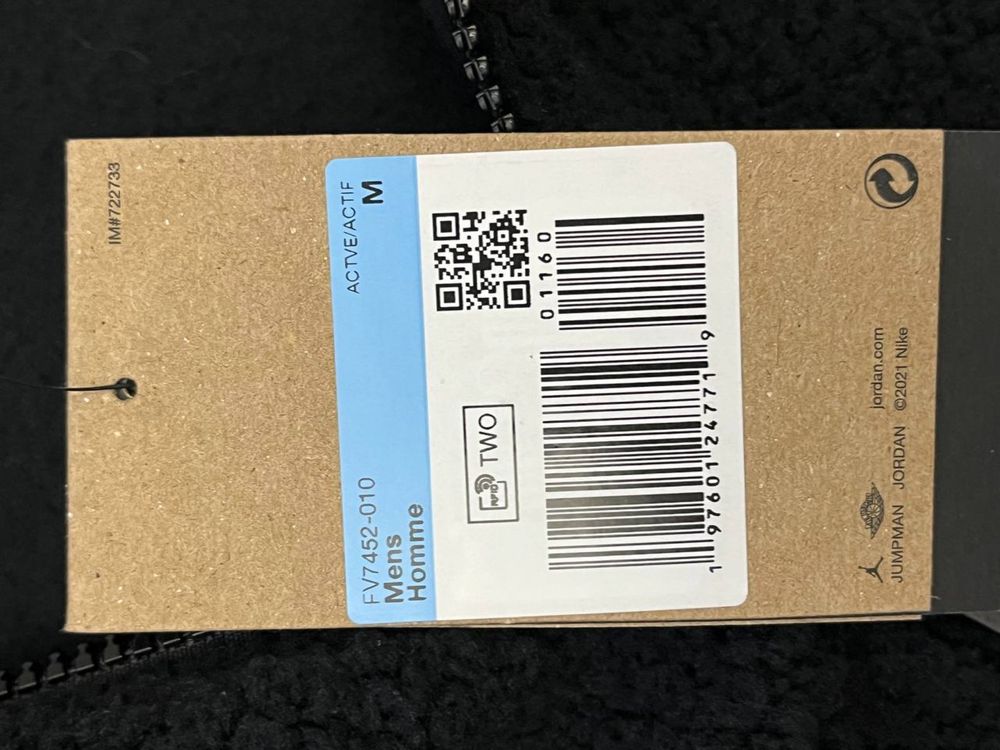 IM#722733
FV7452-010
ACTVE/ACTIF
Mens
M
Homme
RFID TWO
01160
1 97601 24771 9
jordan.com
JUMPMAN JORDAN ©2021 Nike